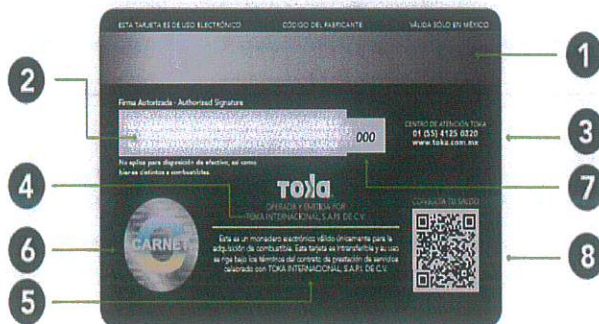 ESTA TARJETA ES DE USO ELECTRÓNICO CÓDIGO DEL FABRICANTE VÁLIDA SÓLO EN MÉXICO
1
2
Firma Autorizada - Authorized Signature
000
CENTRO DE ATENCIÓN TOKA
01 (55) 4125 0320
www.toka.com.mx
3
No aplica para disposición de efectivo, así como
bienes distintos a combustibles.
7
4
toka
OPERADA Y EMITIDA POR
TOKA INTERNACIONAL, S.A.P.I. DE C.V.
CONSULTA TU SALDO
6
CARNET
Este es un monedero electrónico válido únicamente para la
adquisición de combustible. Esta tarjeta es intransferible y su uso
se rige bajo los términos del contrato de prestación de servicios
celebrado con TOKA INTERNACIONAL, S.A.P.I. DE C.V.
8
5